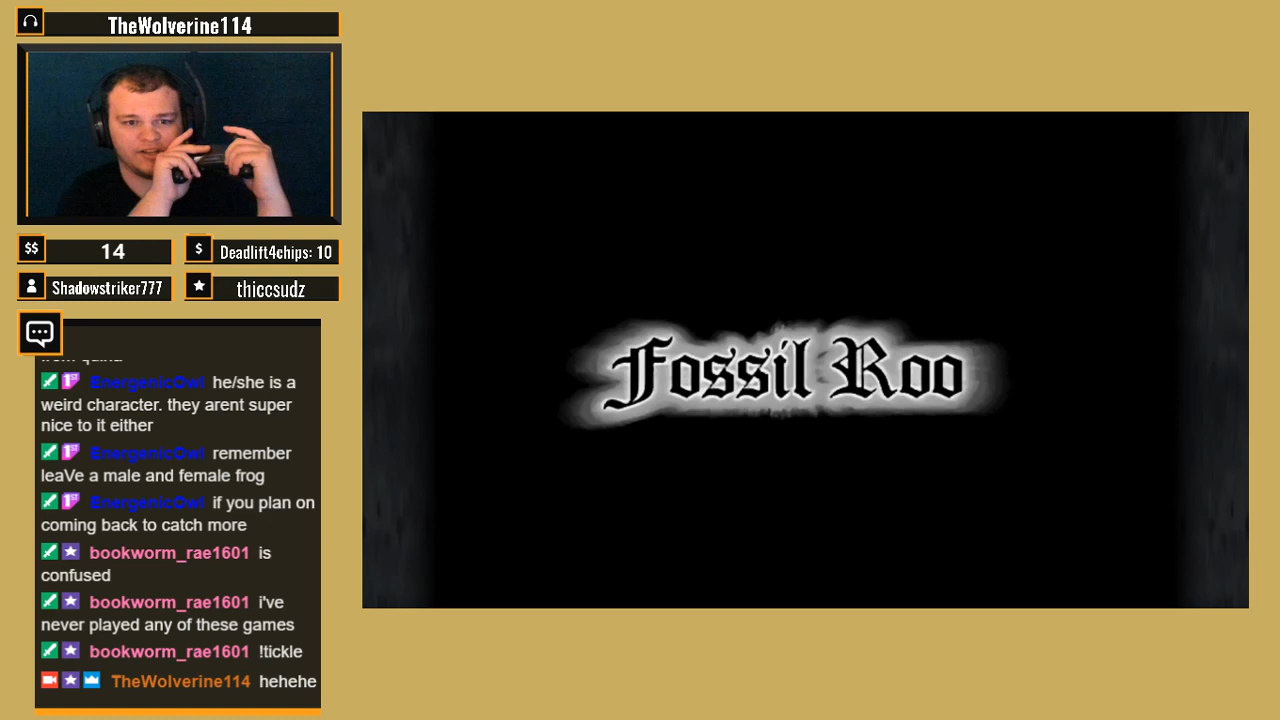 TheWolverine114
$$ 14
$ Deadlift4chips: 10
Shadowstriker777
thiccsudz
EnergenicOwl he/she is a
weird character. they arent super
nice to it either
EnergenicOwl remember
leaVe a male and female frog
EnergenicOwl if you plan on
coming back to catch more
bookworm_rae1601 is
confused
bookworm_rae1601 i've
never played any of these games
bookworm_rae1601 !tickle
TheWolverine114 hehehe
Fossil Roo